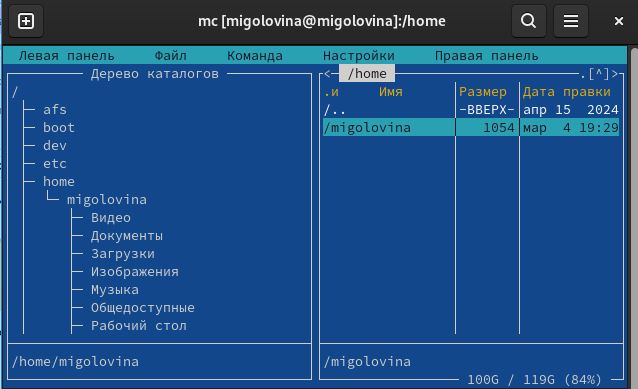 mc [migolovina@migolovina]:/home
Левая панель Файл Команда Настройки Правая панель
Дерево каталогов
/
afs
boot
dev
etc
home
migolovina
Видео
Документы
Загрузки
Изображения
Музыка
Общедоступные
Рабочий стол
/home/migolovina
<─ /home .[^]>
.и Имя Размер Дата правки
/.. -ВВЕРХ- апр 15 2024
/migolovina 1054 мар 4 19:29
/migolovina
100G / 119G (84%)